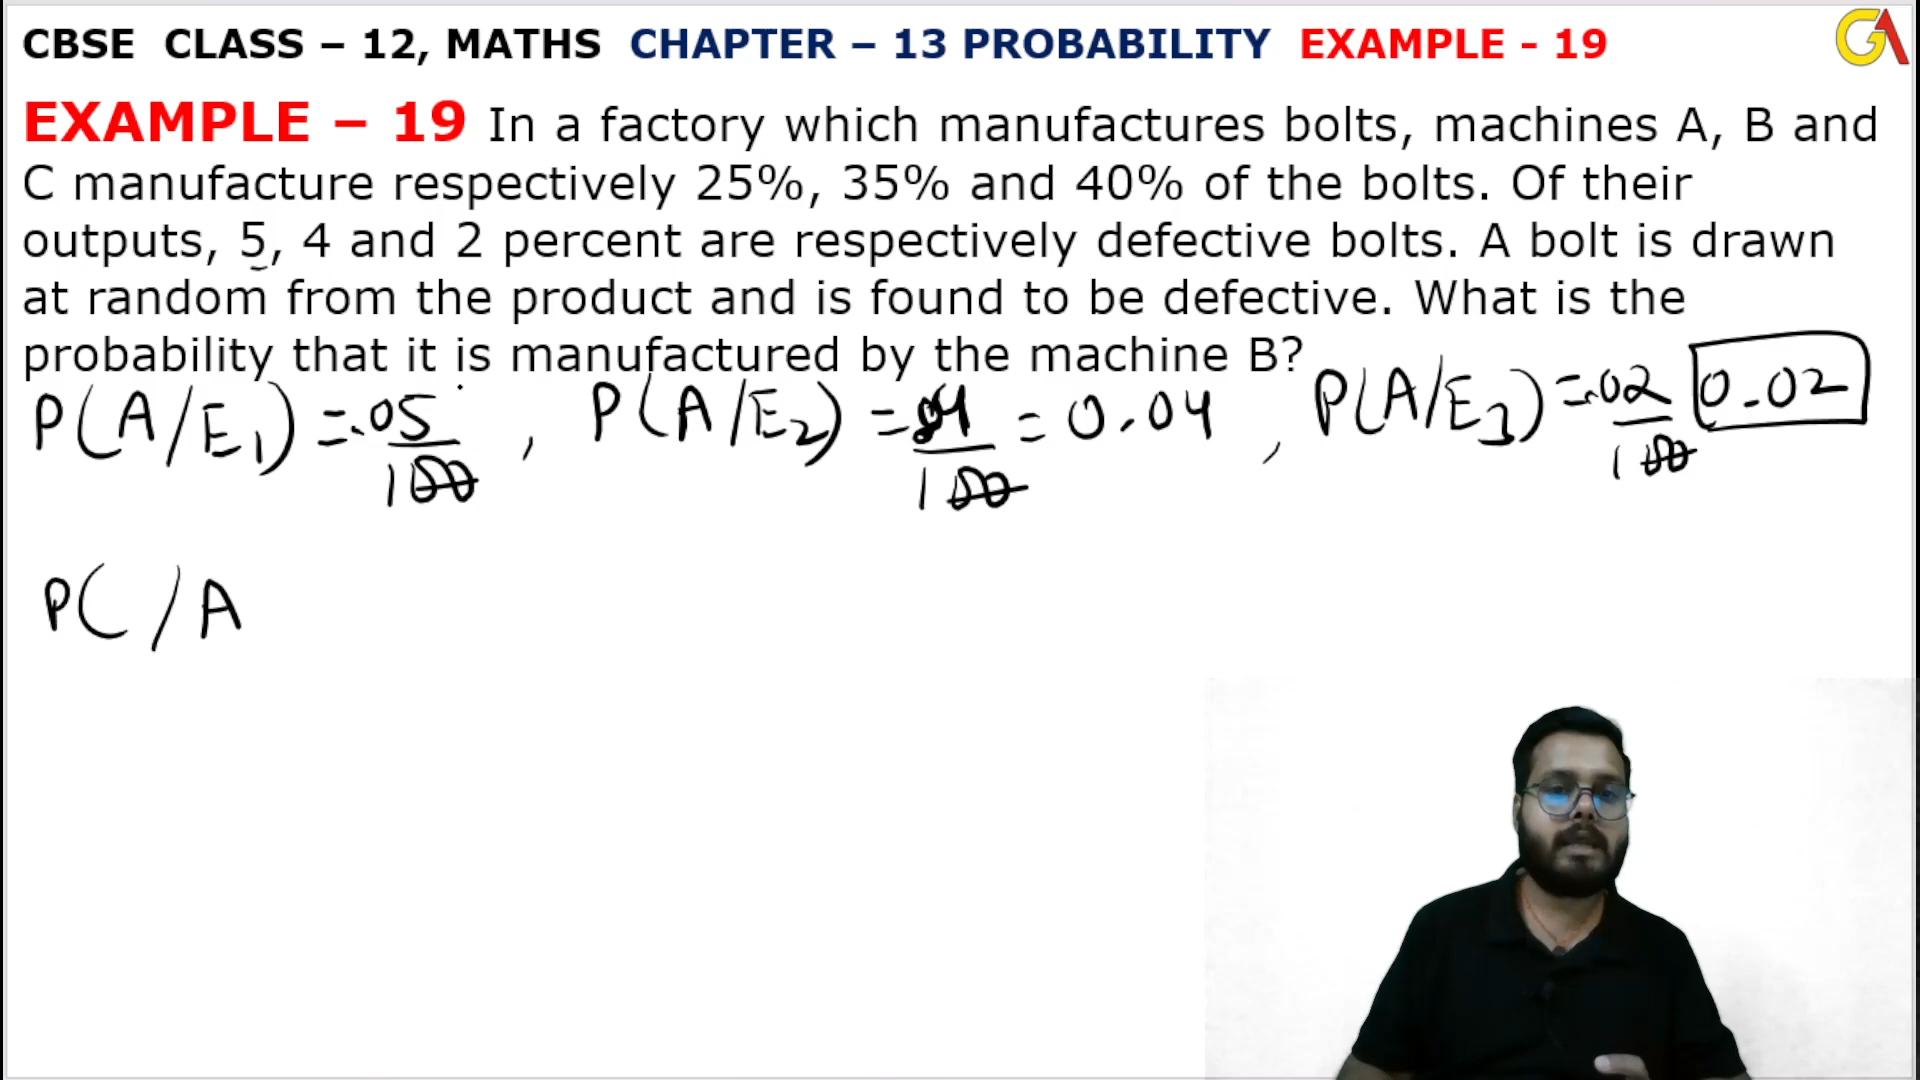 CBSE CLASS – 12, MATHS CHAPTER – 13 PROBABILITY EXAMPLE - 19
GA
EXAMPLE – 19 In a factory which manufactures bolts, machines A, B and
C manufacture respectively 25%, 35% and 40% of the bolts. Of their
outputs, 5, 4 and 2 percent are respectively defective bolts. A bolt is drawn
at random from the product and is found to be defective. What is the
probability that it is manufactured by the machine B?
P(A/E₁) = .05/100 , P(A/E₂) = .04/100 = 0.04 , P(A/E₃) = .02/100 0.02
P( /A